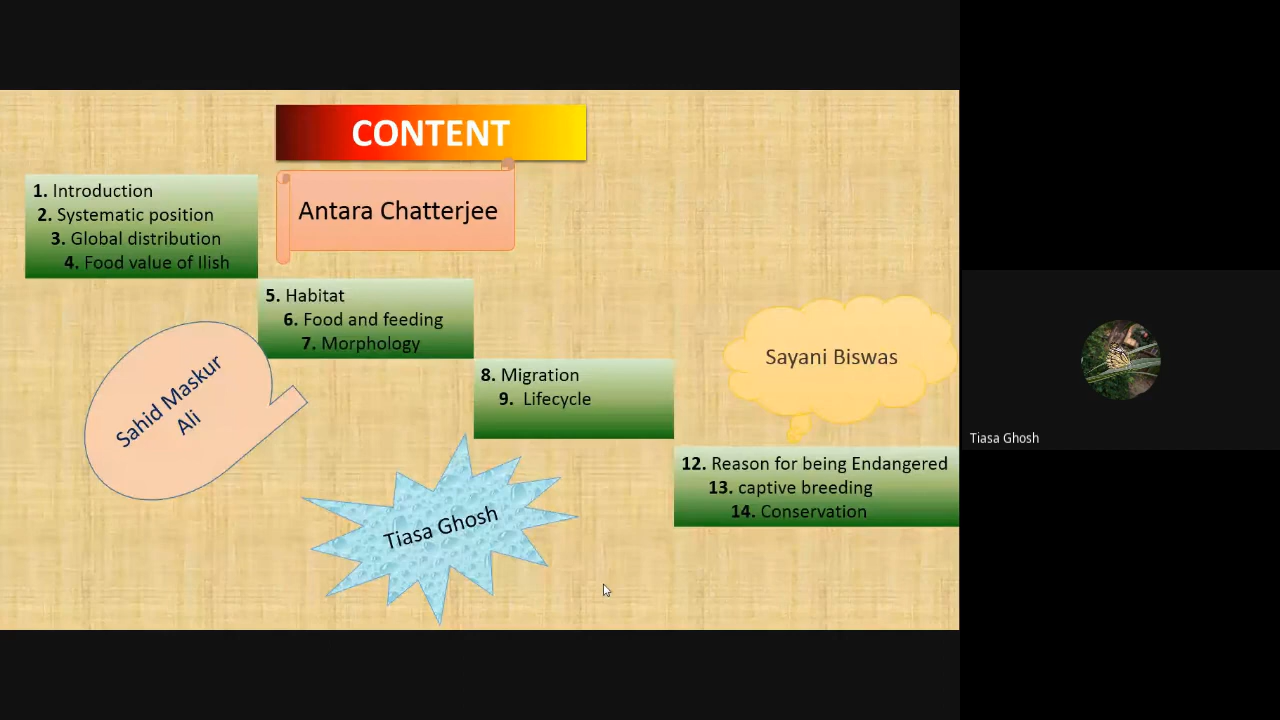 CONTENT
1. Introduction
2. Systematic position
3. Global distribution
4. Food value of Ilish
Antara Chatterjee
5. Habitat
6. Food and feeding
7. Morphology
Sahid Maskur
Ali
8. Migration
9. Lifecycle
Tiasa Ghosh
Sayani Biswas
12. Reason for being Endangered
13. captive breeding
14. Conservation
Tiasa Ghosh